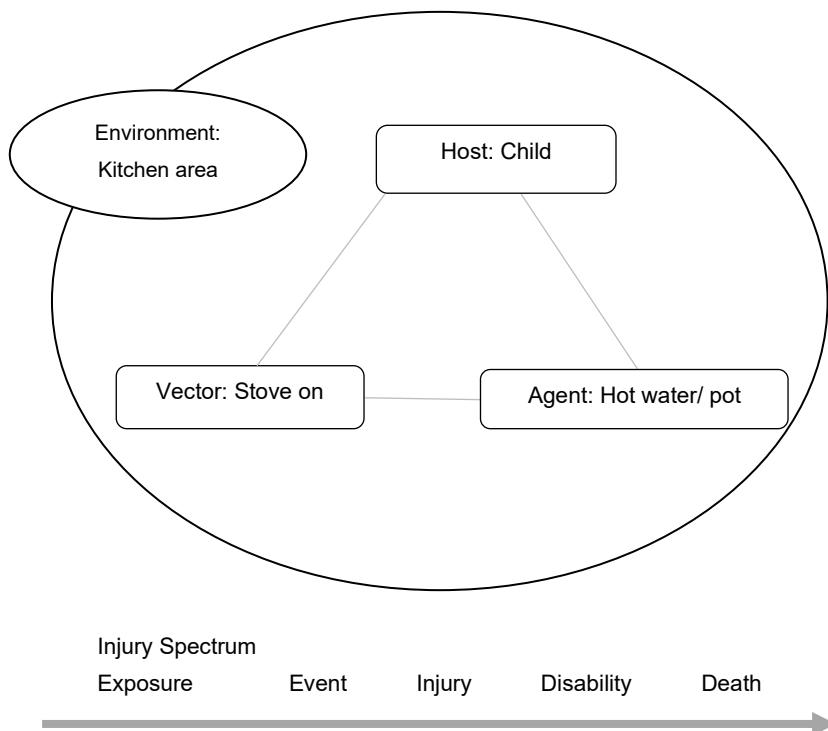 Environment:
Kitchen area
Host: Child
Vector: Stove on
Agent: Hot water/ pot
Injury Spectrum
Exposure Event Injury Disability Death